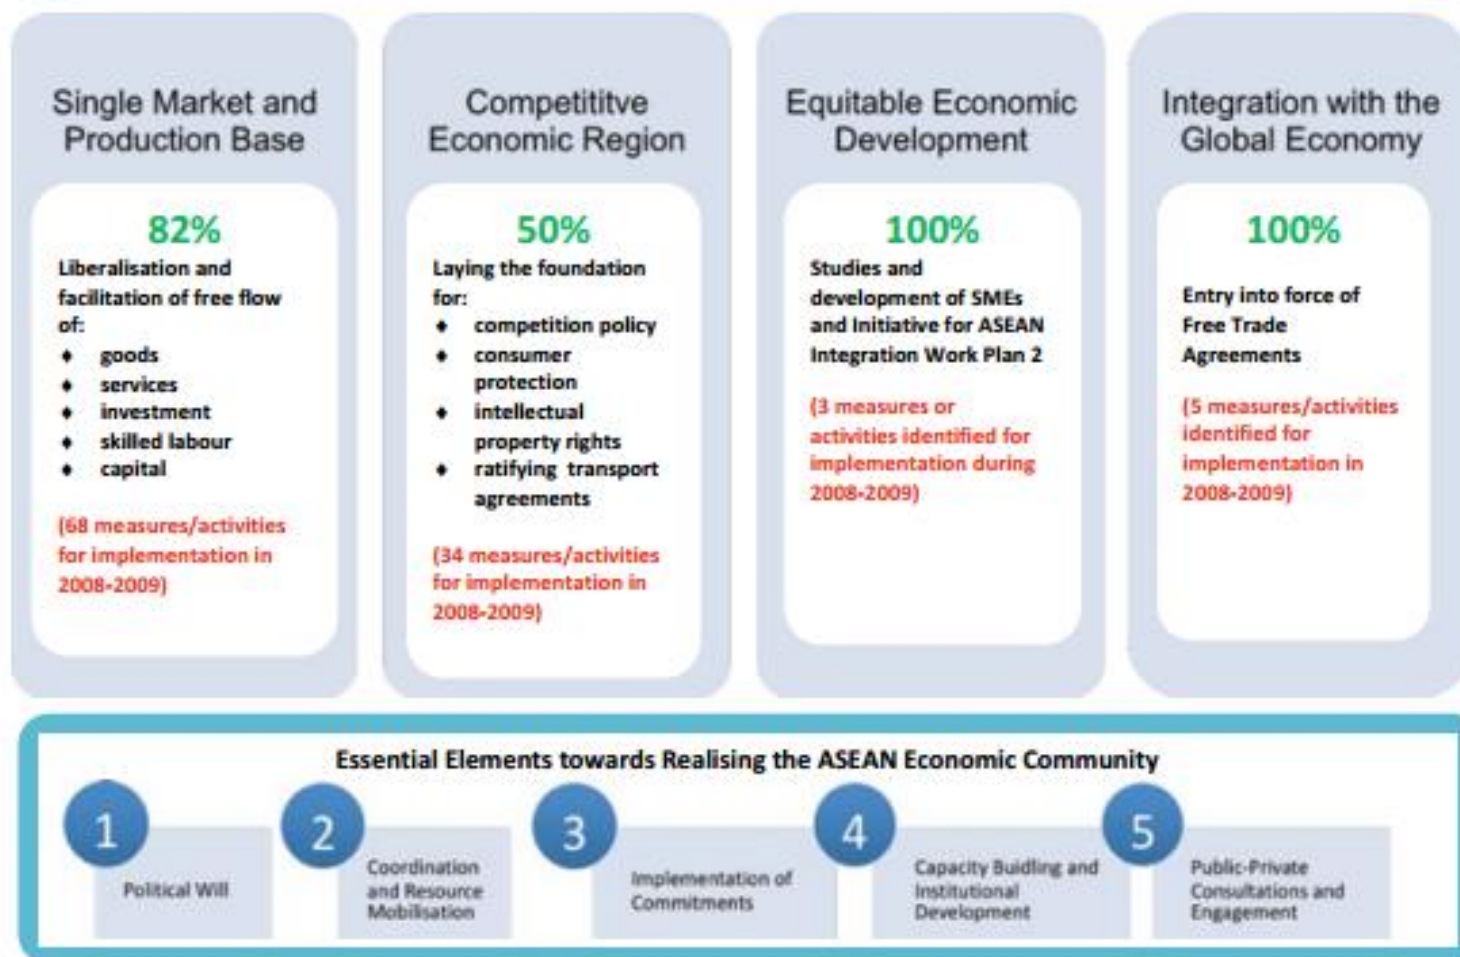 Single Market and
Production Base
82%
Liberalisation and
facilitation of free flow
of:
♦ goods
♦ services
♦ investment
♦ skilled labour
♦ capital
(68 measures/activities
for implementation in
2008-2009)
Competititve
Economic Region
50%
Laying the foundation
for:
♦ competition policy
♦ consumer
protection
♦ intellectual
property rights
♦ ratifying transport
agreements
(34 measures/activities
for implementation in
2008-2009)
Equitable Economic
Development
100%
Studies and
development of SMEs
and Initiative for ASEAN
Integration Work Plan 2
(3 measures or
activities identified for
implementation during
2008-2009)
Integration with the
Global Economy
100%
Entry into force of
Free Trade
Agreements
(5 measures/activities
identified for
implementation in
2008-2009)
Essential Elements towards Realising the ASEAN Economic Community
1
Political Will
2
Coordination
and Resource
Mobilisation
3
Implementation of
Commitments
4
Capacity Buidling and
Institutional
Development
5
Public-Private
Consultations and
Engagement